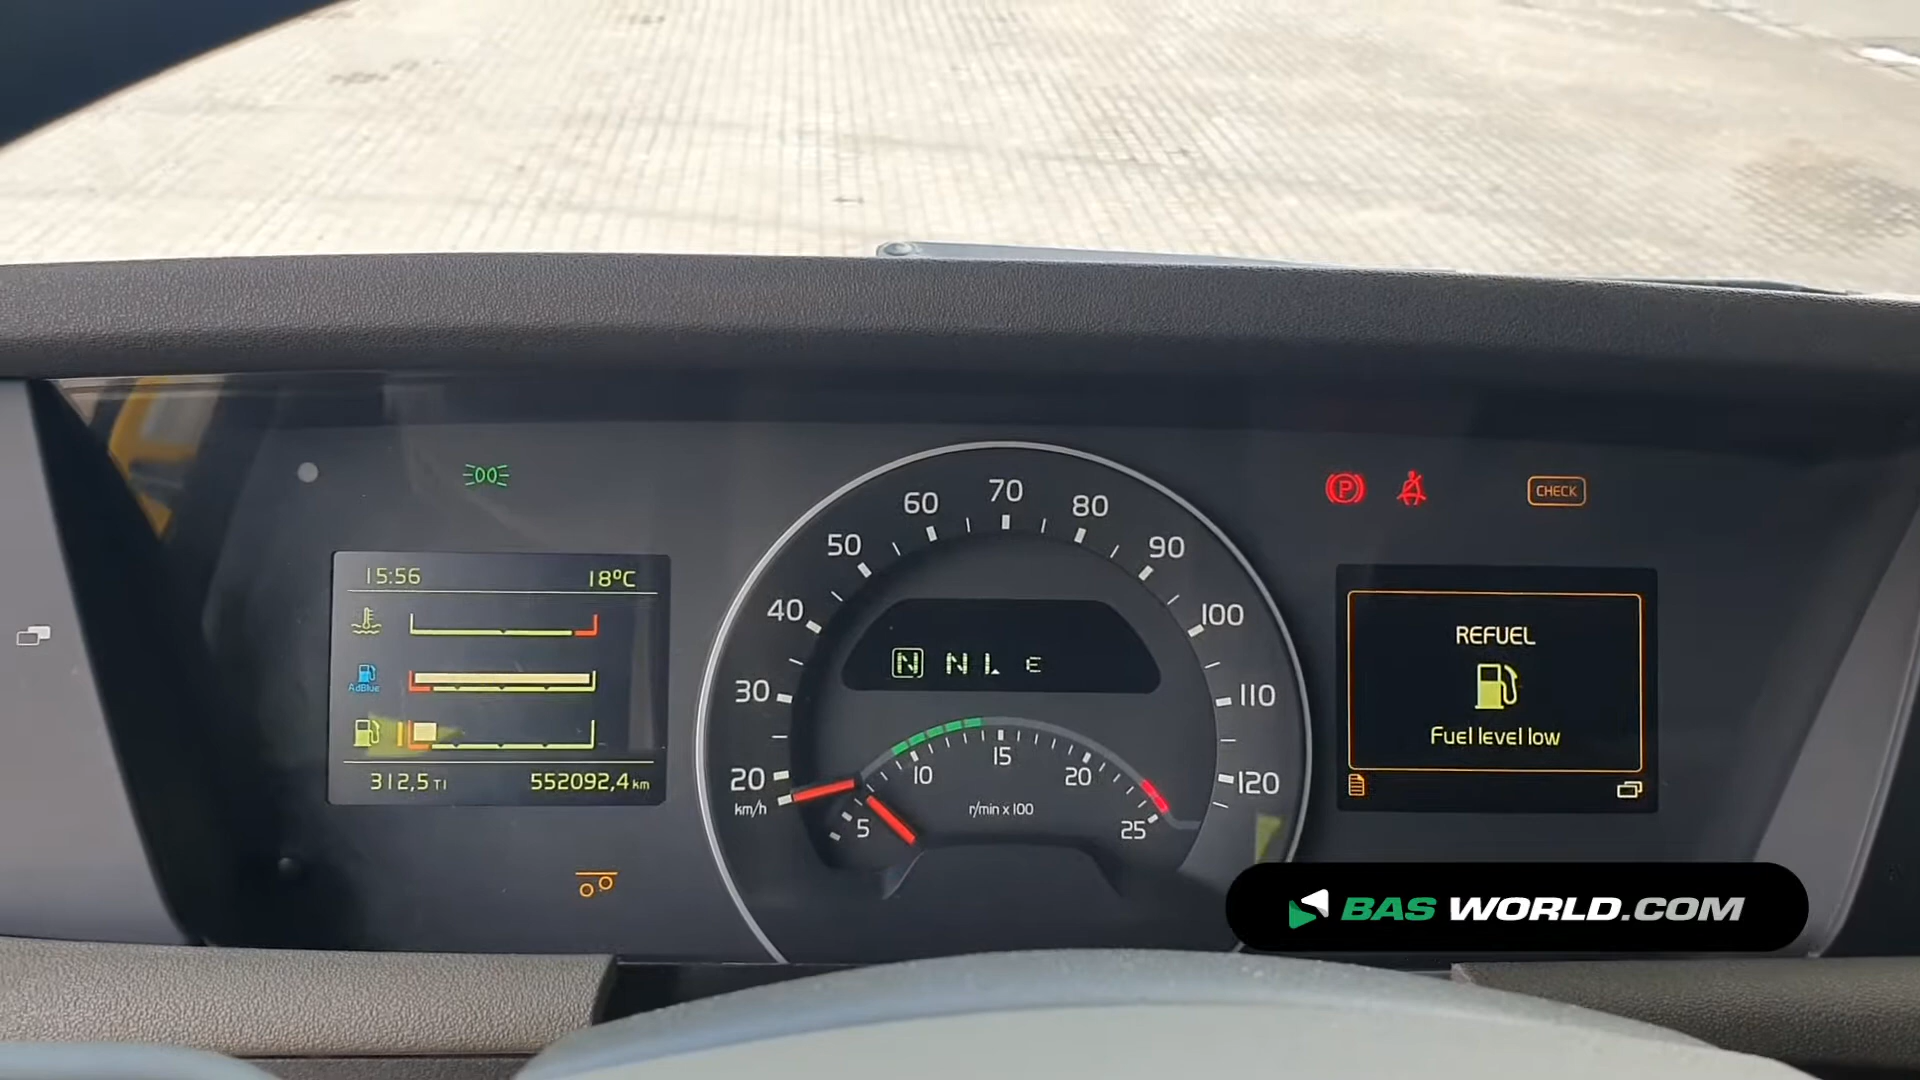 15:56 18°C
AdBlue
312,5 T1 552092,4 km
20 30 40 50 60 70 80 90 100 110 120
km/h
N N L E
5 10 15 20 25
r/min x 100
P
CHECK
REFUEL
Fuel level low
BAS WORLD.COM